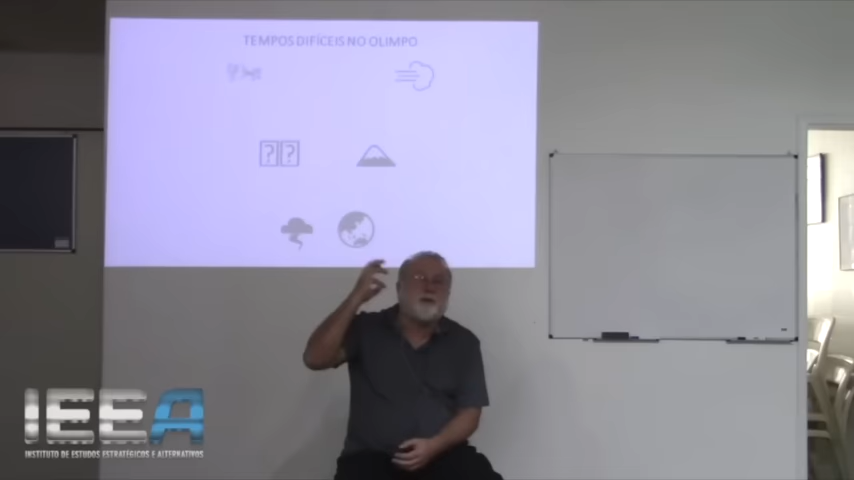 TEMPOS DIFÍCEIS NO OLIMPO
? ?
IEEA
INSTITUTO DE ESTUDOS ESTRATÉGICOS E ALTERNATIVOS